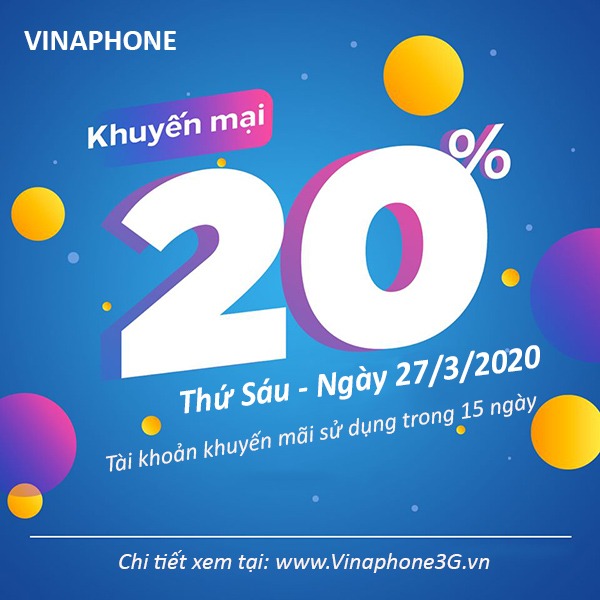 VINAPHONE
Khuyến mại
20%
Thứ Sáu - Ngày 27/3/2020
Tài khoản khuyến mãi sử dụng trong 15 ngày
Chi tiết xem tại: www.Vinaphone3G.vn